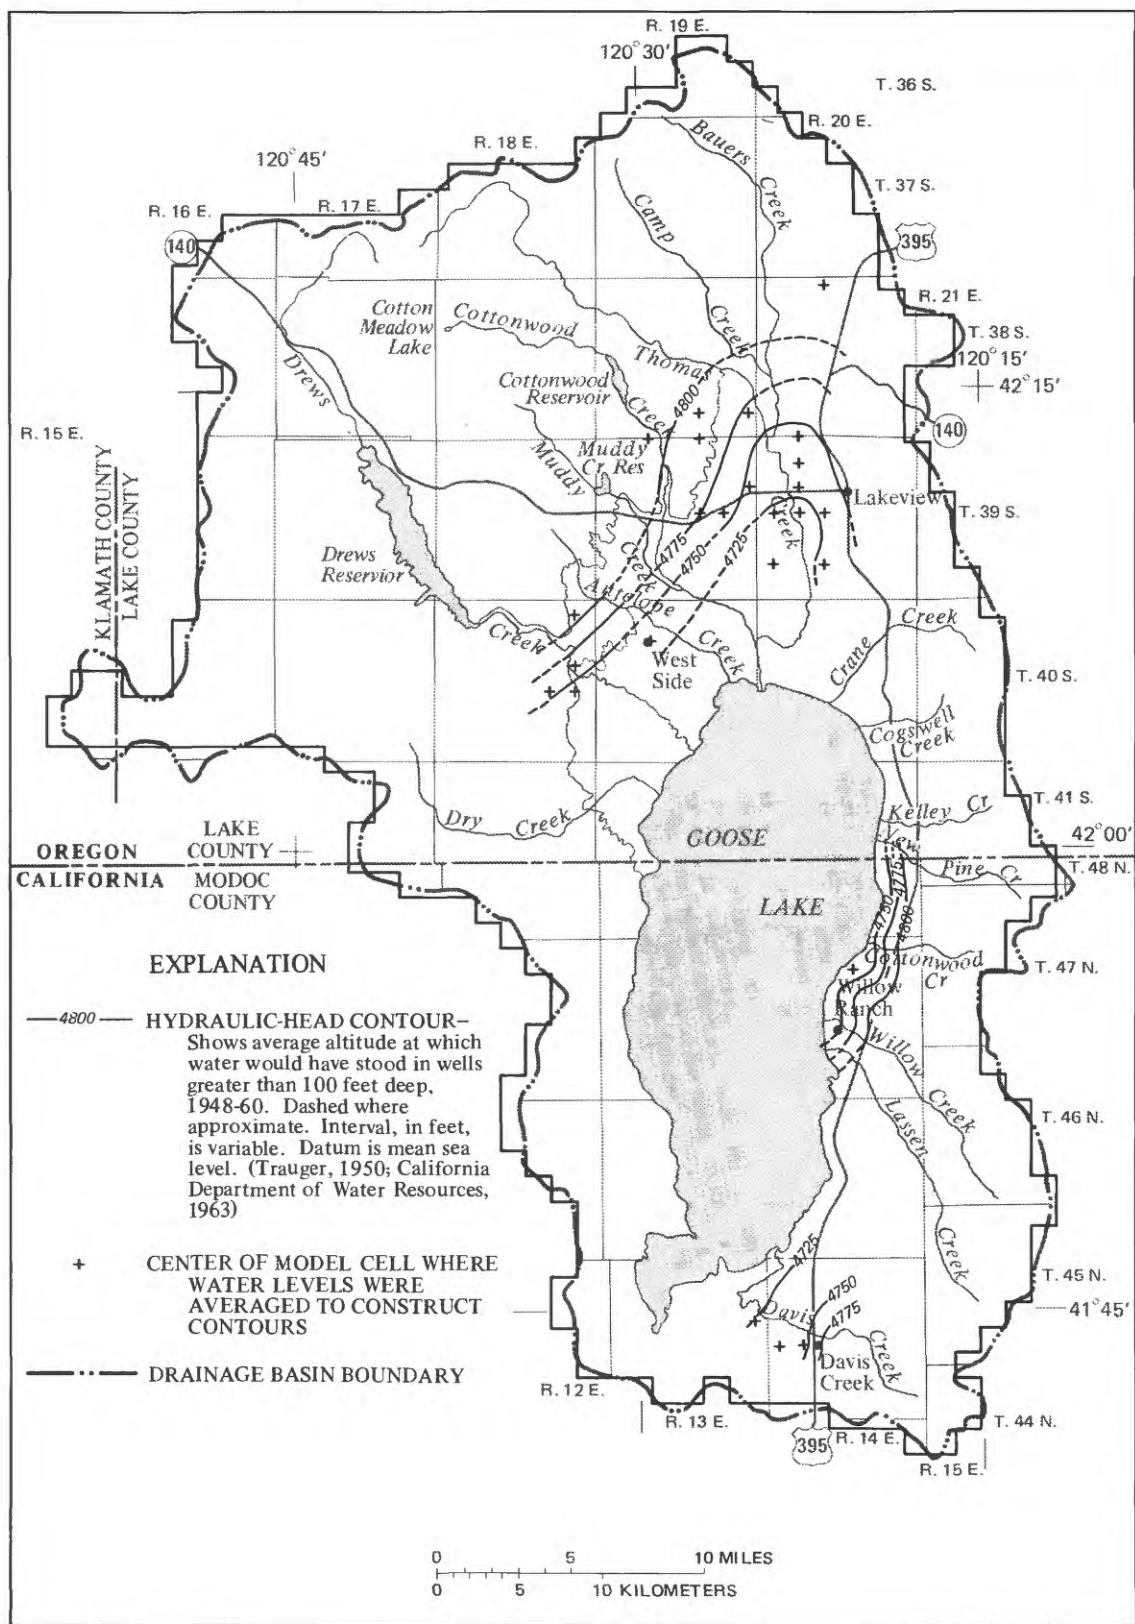 R. 19 E.
120°30′
T. 36 S.
R. 20 E.
Bauers
R. 18 E.
120°45′
T. 37 S.
Camp
Creek
R. 17 E.
R. 16 E.
140
395
R. 21 E.
Cotton
Meadow
Lake
Cottonwood
Creek
T. 38 S.
120°15′
42°15′
Thomas
Drews
Cottonwood
Reservoir
4800
Creek
R. 15 E.
140
Muddy
Cr. Res
Muddy
Lakeview
T. 39 S.
KLAMATH COUNTY
LAKE COUNTY
4775
4750
4725
Creek
Drews
Reservior
Creek
Antelope
Creek
Creek
West
Side
Crane
Creek
T. 40 S.
Cogswell
Creek
Dry Creek
Kelley Cr
T. 41 S.
42°00′
GOOSE
LAKE
New
Pine Cr
OREGON
LAKE
COUNTY
CALIFORNIA
MODOC
COUNTY
T. 48 N.
4775
4750
4800
Cottonwood
Cr
T. 47 N.
Willow
Ranch
Willow
Creek
Lassen
Creek
T. 46 N.
EXPLANATION
4800 HYDRAULIC-HEAD CONTOUR–
Shows average altitude at which
water would have stood in wells
greater than 100 feet deep,
1948-60. Dashed where
approximate. Interval, in feet,
is variable. Datum is mean sea
level. (Trauger, 1950; California
Department of Water Resources,
1963)
+ CENTER OF MODEL CELL WHERE
WATER LEVELS WERE
AVERAGED TO CONSTRUCT
CONTOURS
DRAINAGE BASIN BOUNDARY
4725
T. 45 N.
41°45′
4750
4775
Davis
Creek
Davis
Creek
R. 12 E.
R. 13 E.
395
R. 14 E.
T. 44 N.
R. 15 E.
0 5 10 MILES
0 5 10 KILOMETERS